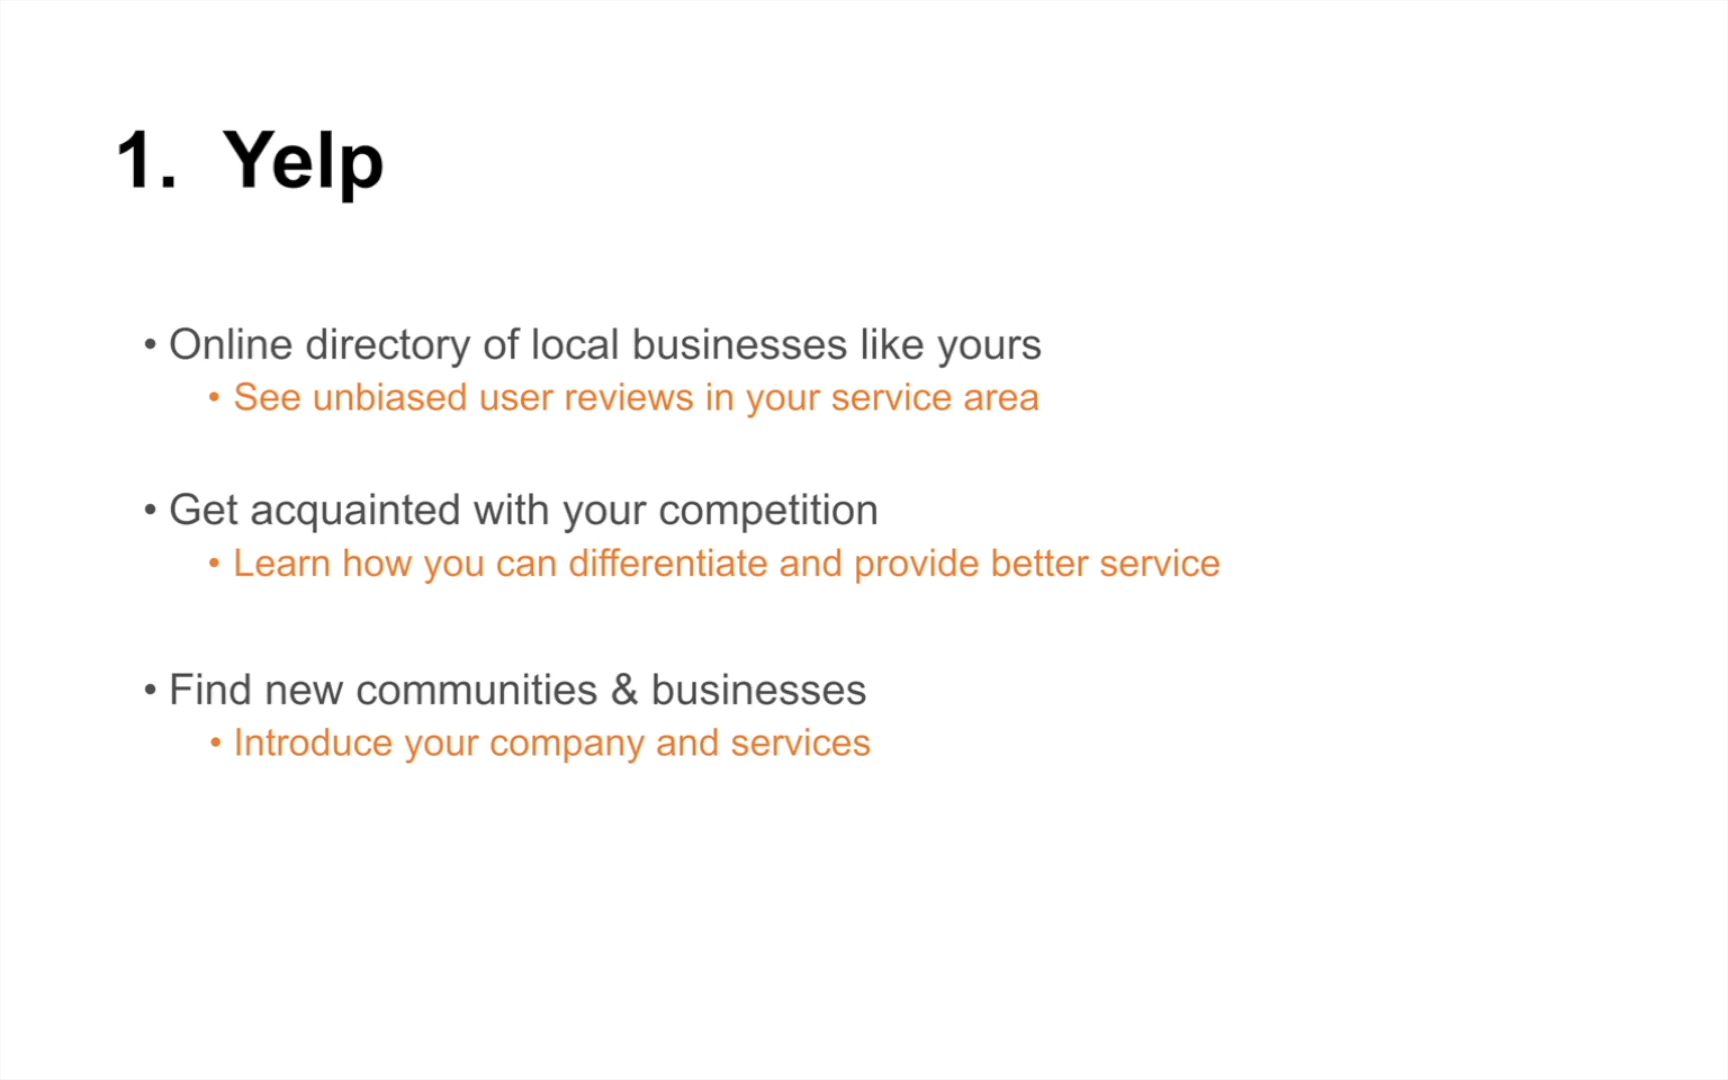 1. Yelp
• Online directory of local businesses like yours
• See unbiased user reviews in your service area
• Get acquainted with your competition
• Learn how you can differentiate and provide better service
• Find new communities & businesses
• Introduce your company and services